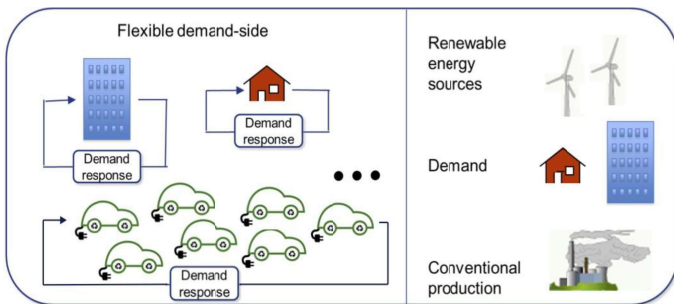 Flexible demand-side
Demand
response
Demand
response
Demand
response
Renewable
energy
sources
Demand
Conventional
production